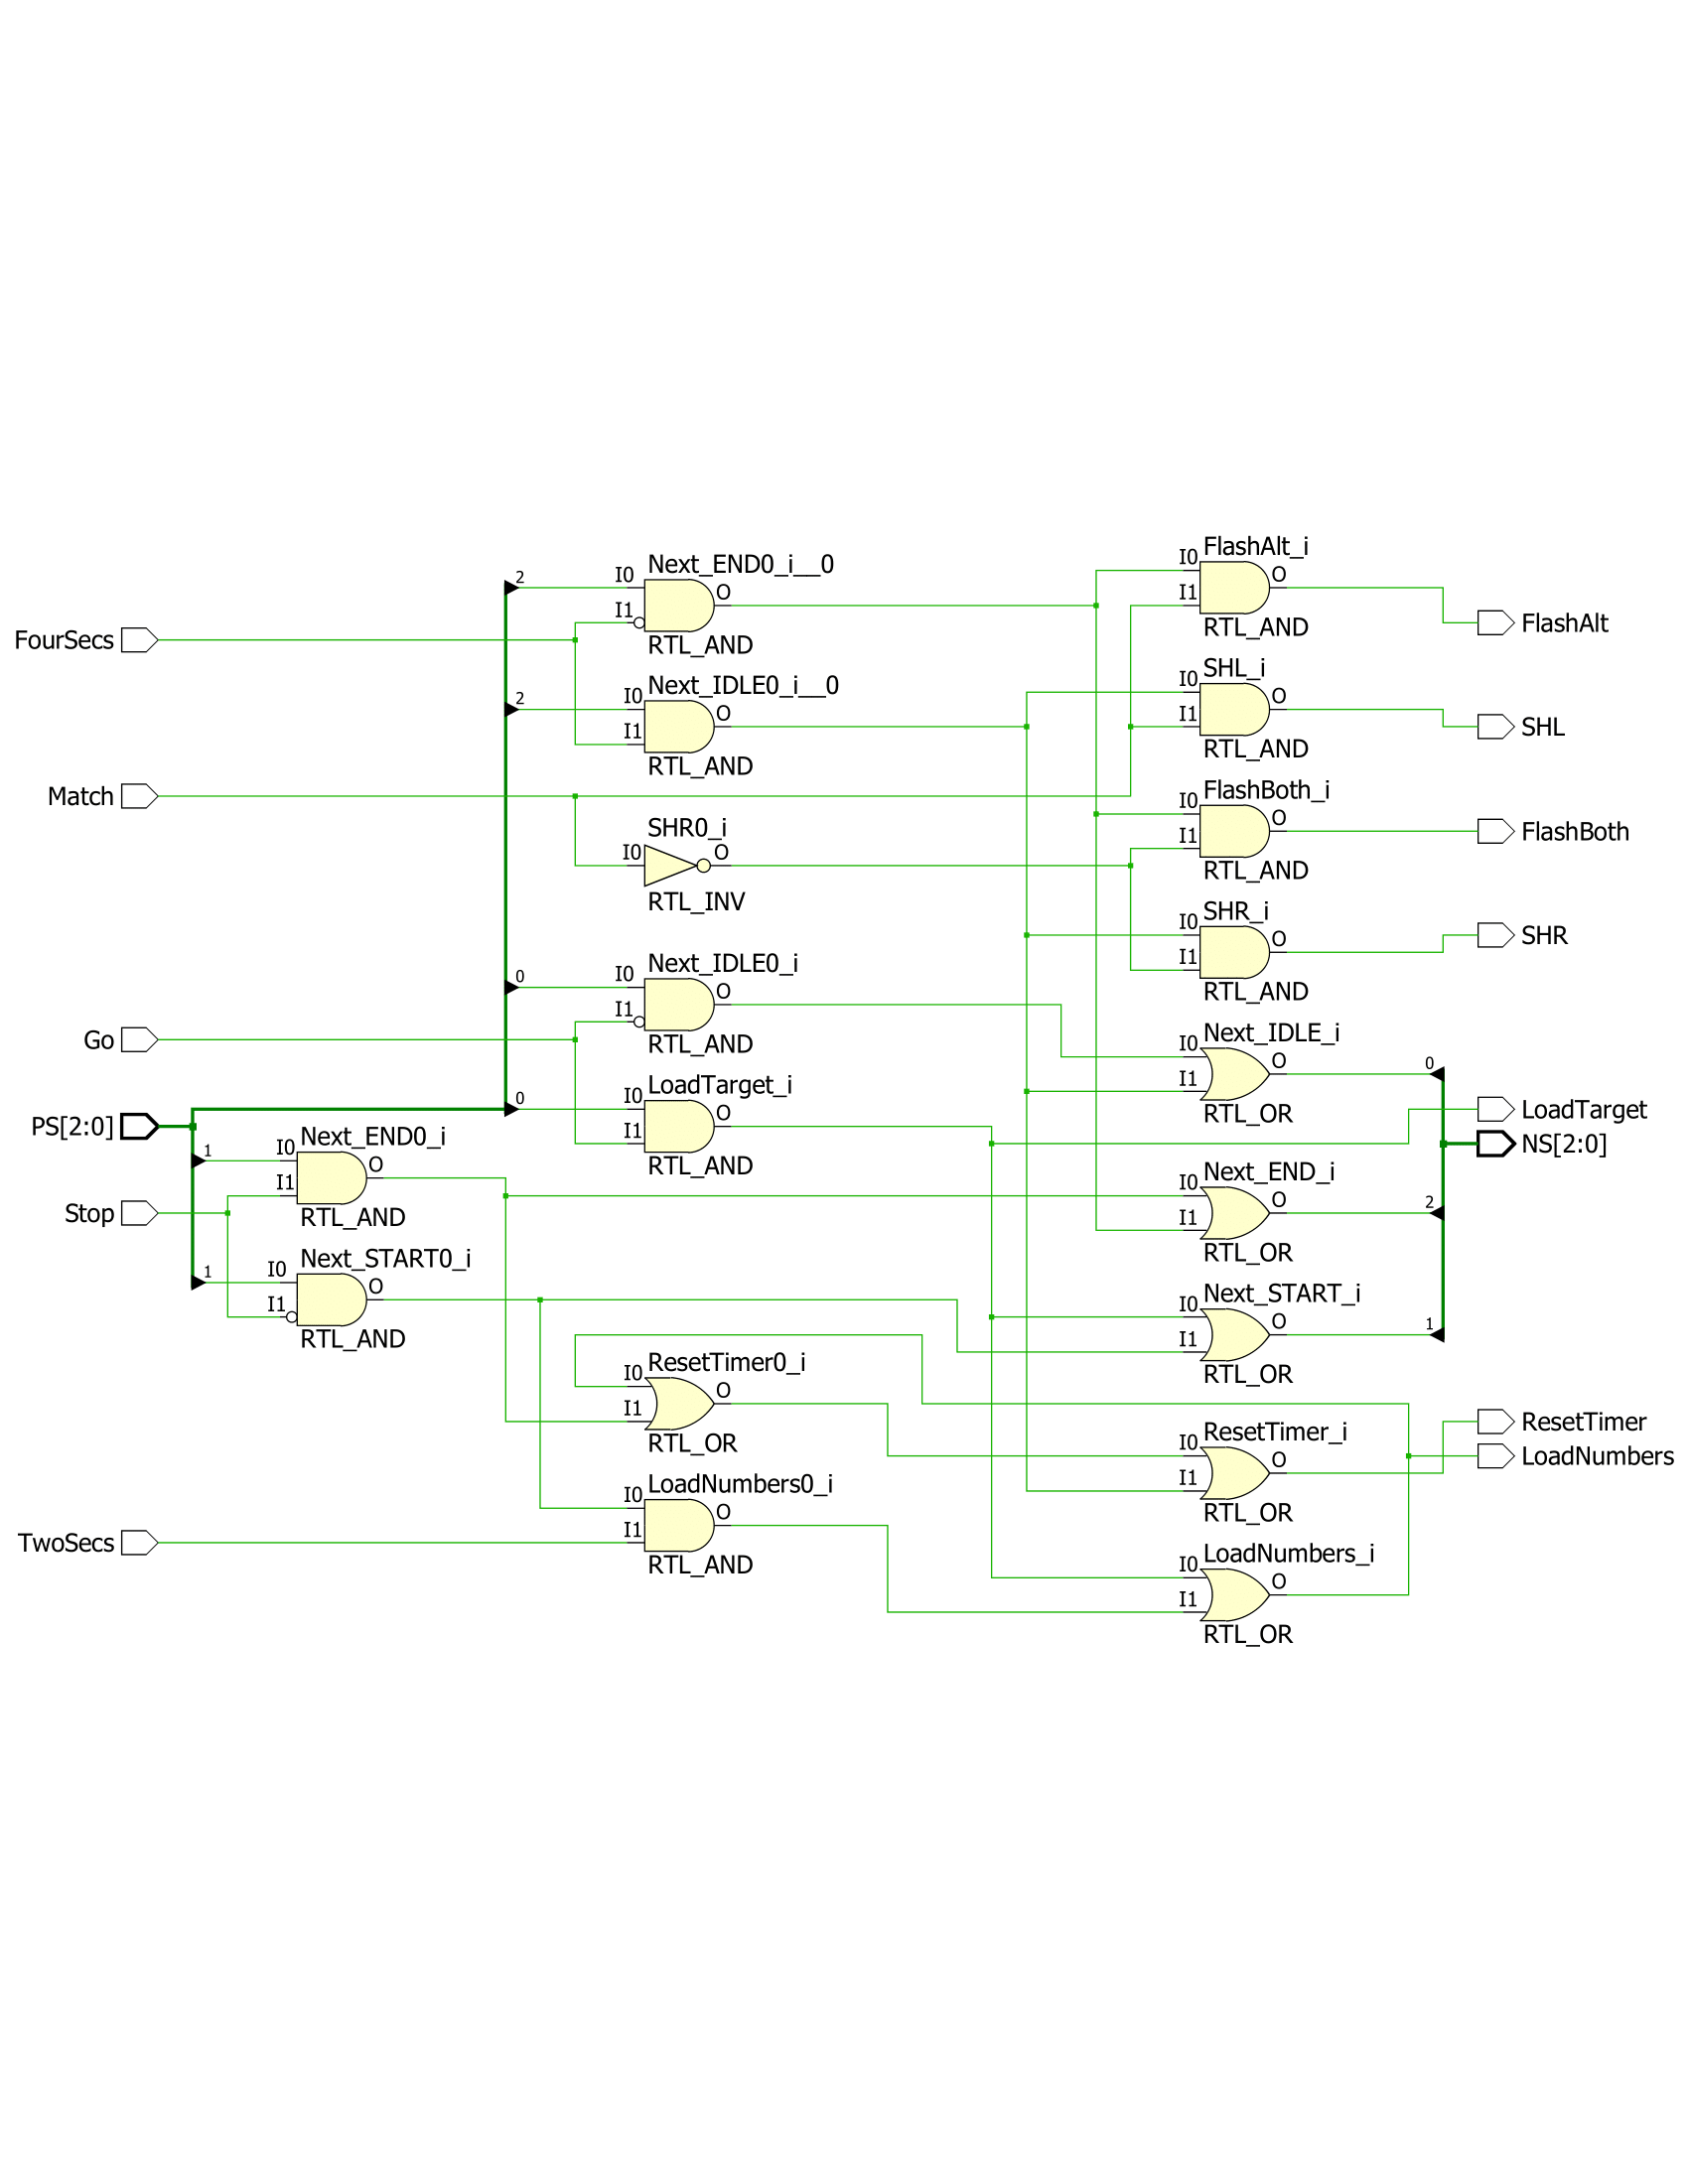 FourSecs
Match
Go
PS[2:0]
Stop
TwoSecs
1
I0
Next_END0_i
I1
O
RTL_AND
1
I0
Next_START0_i
I1
O
RTL_AND
2
I0
Next_END0_i__0
I1
O
RTL_AND
2
I0
Next_IDLE0_i__0
I1
O
RTL_AND
SHR0_i
I0
O
RTL_INV
0
I0
Next_IDLE0_i
I1
O
RTL_AND
0
I0
LoadTarget_i
I1
O
RTL_AND
I0
ResetTimer0_i
I1
O
RTL_OR
I0
LoadNumbers0_i
I1
O
RTL_AND
I0
FlashAlt_i
I1
O
RTL_AND
I0
SHL_i
I1
O
RTL_AND
I0
FlashBoth_i
I1
O
RTL_AND
I0
SHR_i
I1
O
RTL_AND
I0
Next_IDLE_i
I1
O
RTL_OR
0
I0
Next_END_i
I1
O
RTL_OR
2
I0
Next_START_i
I1
O
RTL_OR
1
I0
ResetTimer_i
I1
O
RTL_OR
I0
LoadNumbers_i
I1
O
RTL_OR
FlashAlt
SHL
FlashBoth
SHR
LoadTarget
NS[2:0]
ResetTimer
LoadNumbers